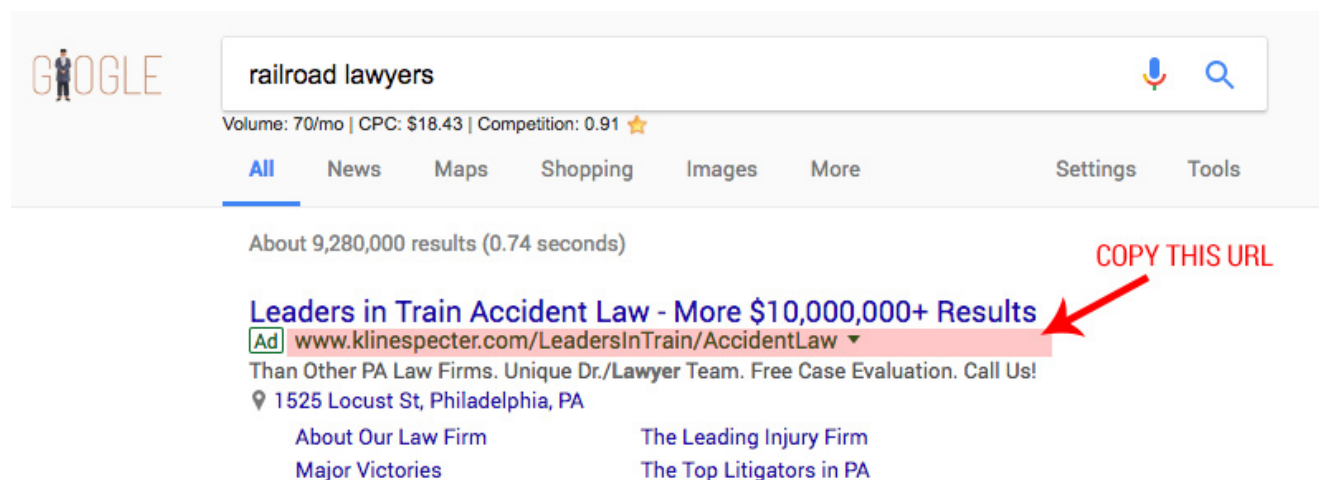 GOOGLE
railroad lawyers
Volume: 70/mo | CPC: $18.43 | Competition: 0.91
All News Maps Shopping Images More Settings Tools
About 9,280,000 results (0.74 seconds)
COPY THIS URL
Leaders in Train Accident Law - More $10,000,000+ Results
Ad www.klinespecter.com/LeadersInTrain/AccidentLaw
Than Other PA Law Firms. Unique Dr./Lawyer Team. Free Case Evaluation. Call Us!
1525 Locust St, Philadelphia, PA
About Our Law Firm The Leading Injury Firm
Major Victories The Top Litigators in PA